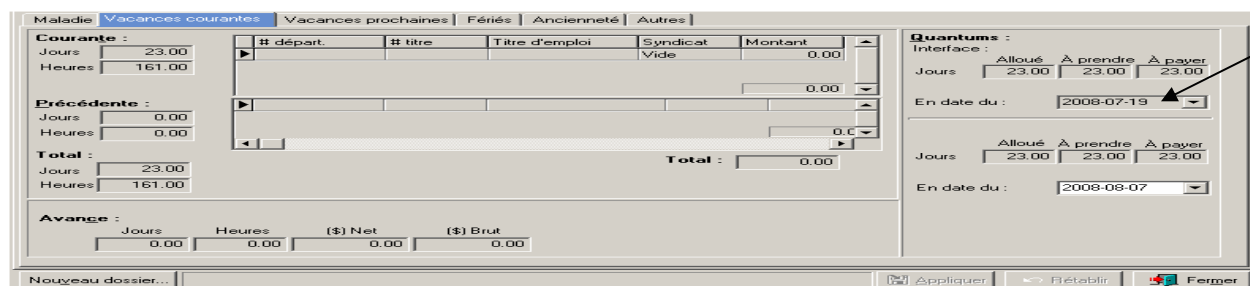 Maladie Vacances courantes Vacances prochaines Fériés Ancienneté Autres
Courante :
Jours 23.00
Heures 161.00
# départ. # titre Titre d'emploi Syndicat Montant
Vide 0.00
0.00
Précédente :
Jours 0.00
Heures 0.00
0.0
Total :
Jours 23.00
Heures 161.00
Total : 0.00
Avance :
Jours Heures ($) Net ($) Brut
0.00 0.00 0.00 0.00
Quantums :
Interface :
Alloué À prendre À payer
Jours 23.00 23.00 23.00
En date du : 2008-07-19
Alloué À prendre À payer
Jours 23.00 23.00 23.00
En date du : 2008-08-07
Nouveau dossier... Appliquer Rétablir Fermer